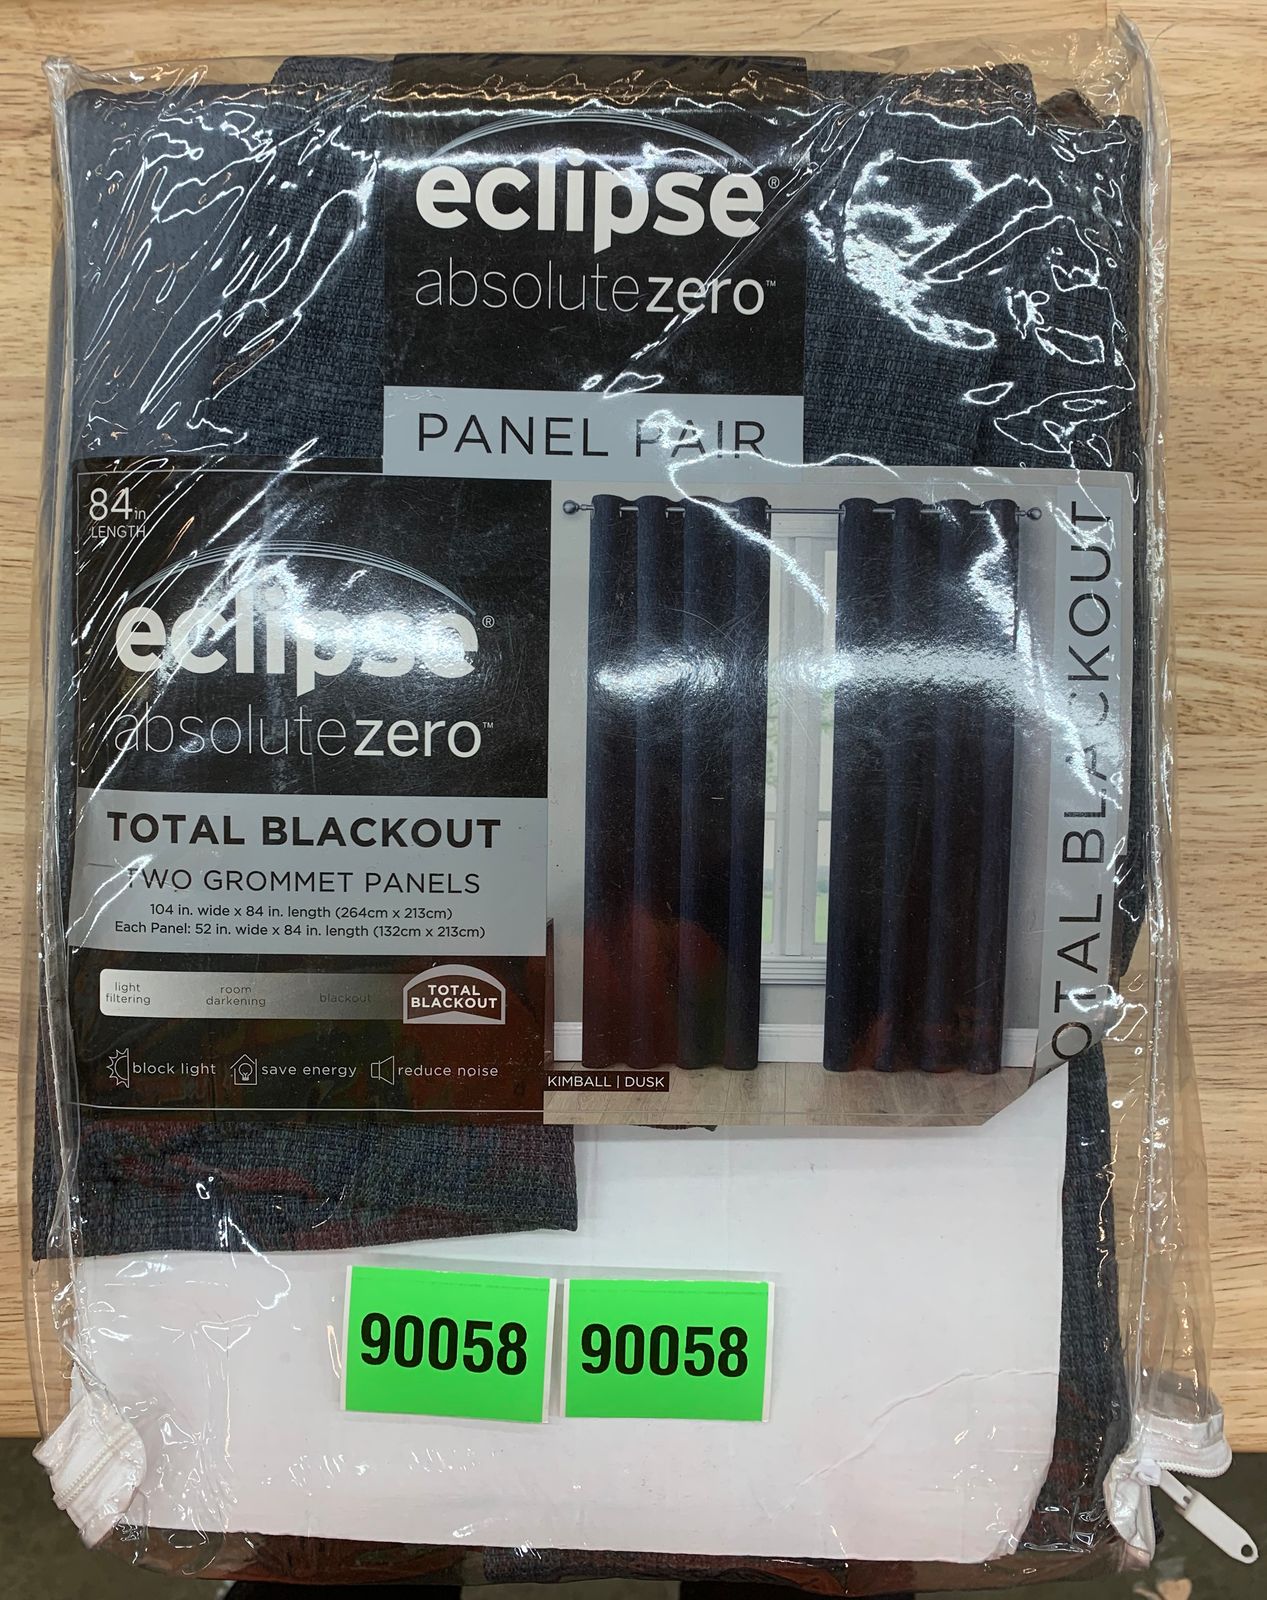 eclipse®
absolutezero™
PANEL PAIR
84in
LENGTH
eclipse®
absolutezero™
TOTAL BLACKOUT
TWO GROMMET PANELS
104 in. wide x 84 in. length (264cm x 213cm)
Each Panel: 52 in. wide x 84 in. length (132cm x 213cm)
light filtering
room darkening
blackout
TOTAL BLACKOUT
block light
save energy
reduce noise
KIMBALL | DUSK
TOTAL BLACKOUT
90058
90058